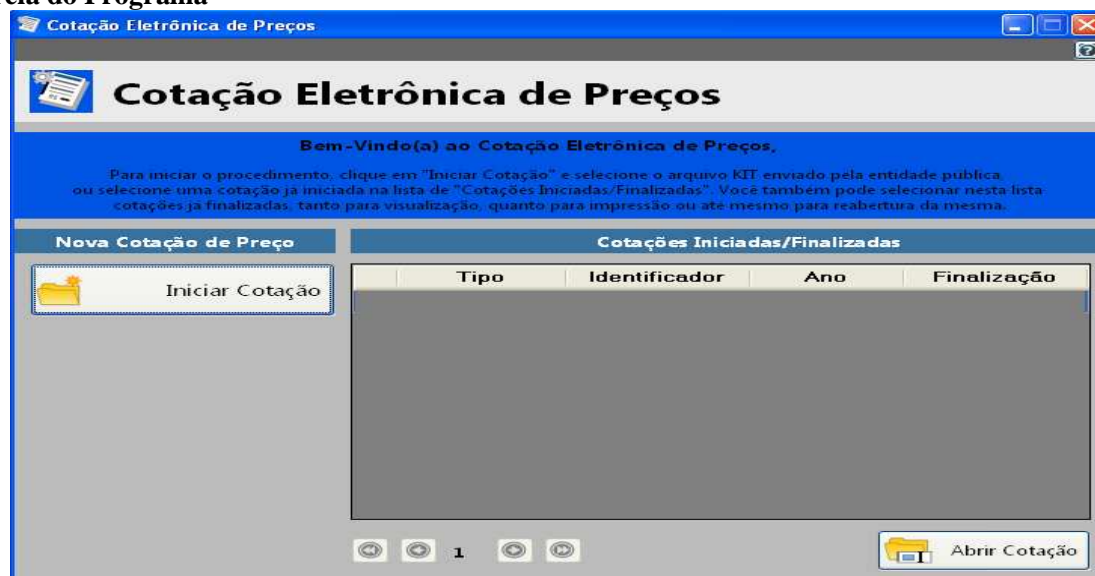 do Programa
Cotação Eletrônica de Preços
Cotação Eletrônica de Preços
Bem-Vindo(a) ao Cotação Eletrônica de Preços,
Para iniciar o procedimento, clique em "Iniciar Cotação" e selecione o arquivo KIT enviado pela entidade pública,
ou selecione uma cotação já iniciada na lista de "Cotações Iniciadas/Finalizadas". Você também pode selecionar nesta lista
cotações já finalizadas, tanto para visualização, quanto para impressão ou até mesmo para reabertura da mesma.
Nova Cotação de Preço
Cotações Iniciadas/Finalizadas
Iniciar Cotação
Tipo Identificador Ano Finalização
1
Abrir Cotação